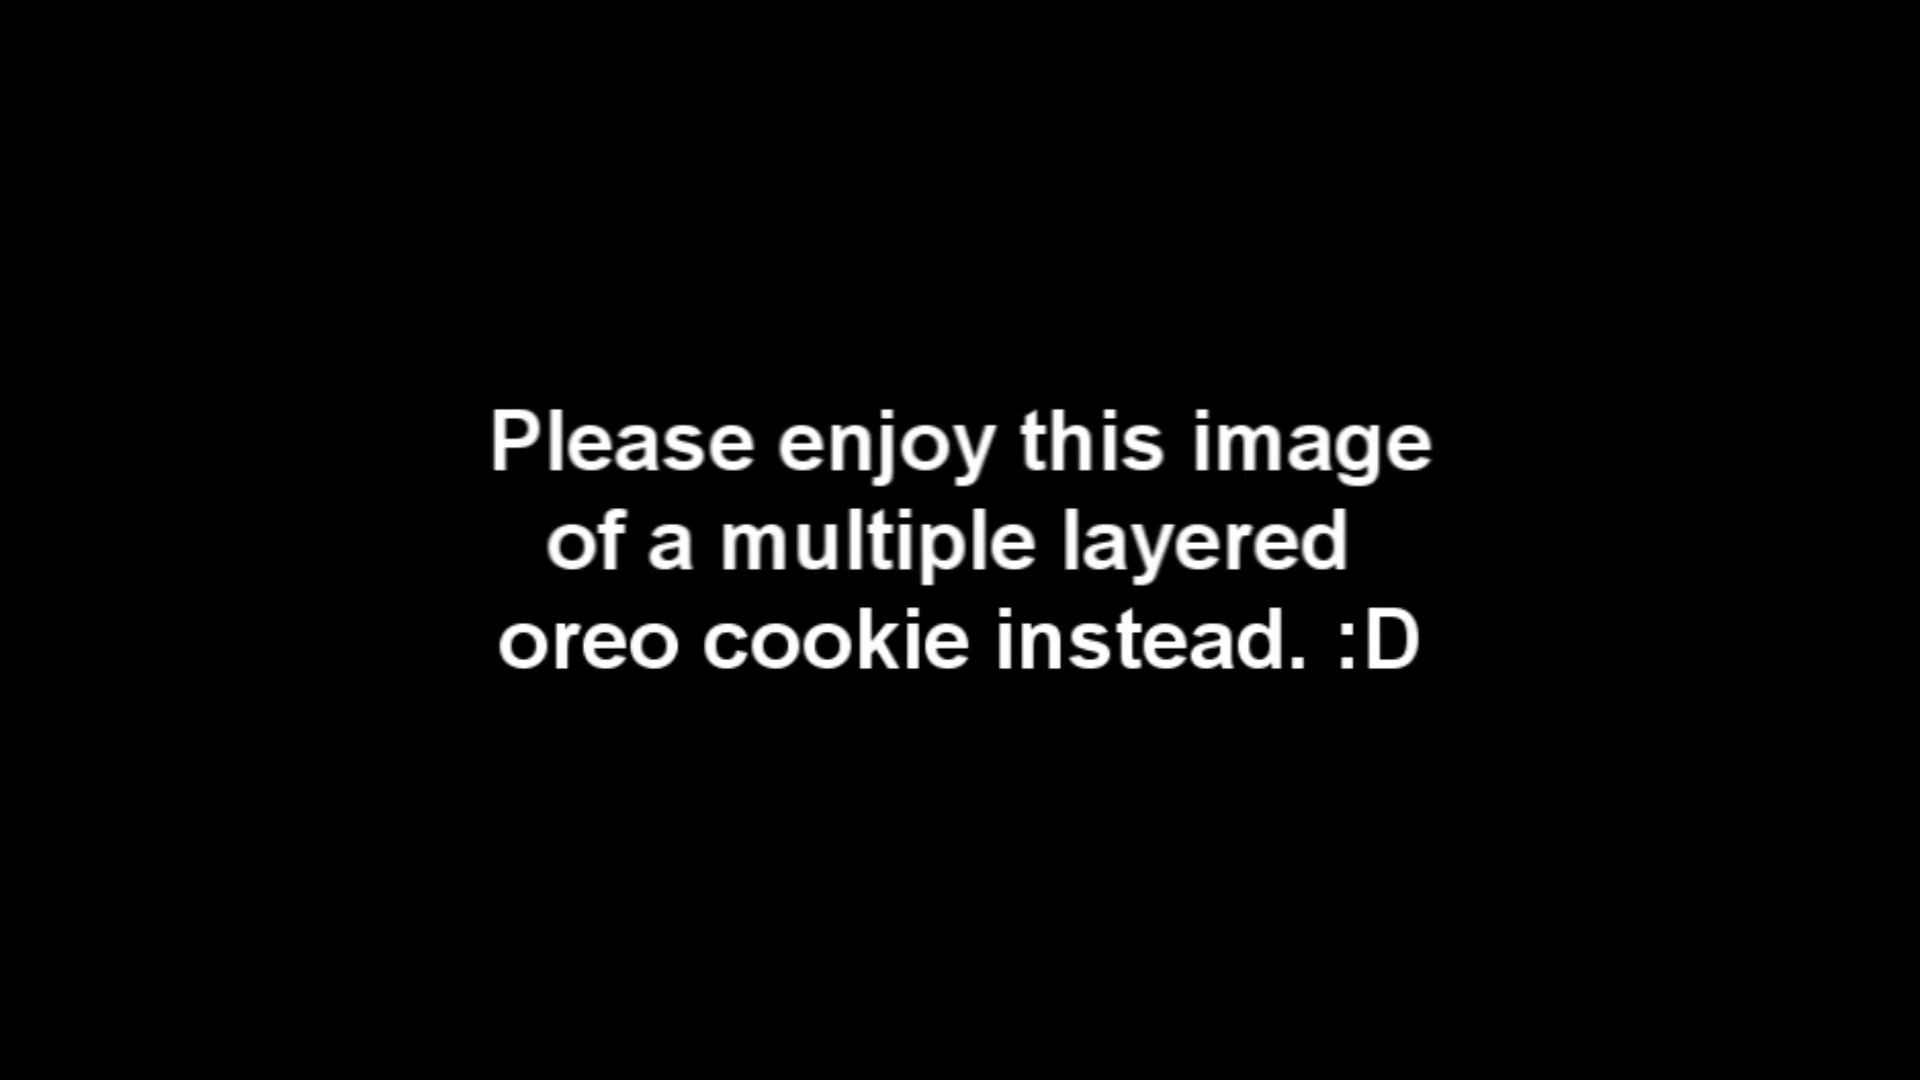 Please enjoy this image
of a multiple layered
oreo cookie instead. :D